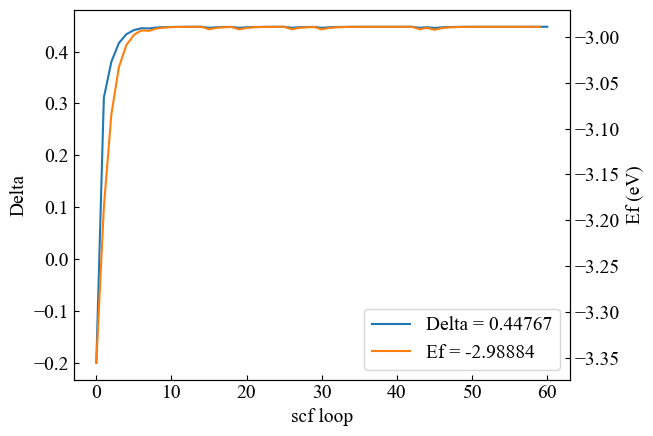 0.4
0.3
0.2
0.1
0.0
−0.1
−0.2
Delta
−3.00
−3.05
−3.10
−3.15
−3.20
−3.25
−3.30
−3.35
Ef (eV)
Delta = 0.44767
Ef = -2.98884
0 10 20 30 40 50 60
scf loop